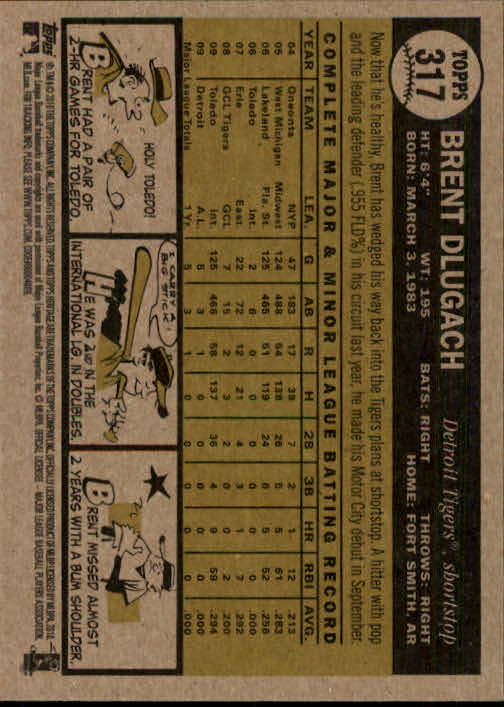 TOPPS
317
BRENT DLUGACH
Detroit Tigers®, shortstop
HT: 6'4" WT: 195 BATS: RIGHT THROWS: RIGHT
BORN: MARCH 3, 1983 HOME: FORT SMITH, AR
Now that he's healthy, Brent has wedged his way back into the Tigers plans at shortstop. A hitter with pop
and the leading defender (.955 FLD%) in his circuit last year, he made his Motor City debut in September.
COMPLETE MAJOR & MINOR LEAGUE BATTING RECORD
YEAR TEAM LEA. G AB R H 2B 3B HR RBI AVG.
04 Oneonta NYP 47 183 17 39 7 2 1 12 .213
05 West Michigan Midwest 124 488 64 138 26 5 6 61 .283
06 Lakeland Fla. St. 125 465 51 119 24 6 5 52 .256
06 Toledo Int. 2 6 0 0 0 0 0 0 .000
07 Erie East. 22 72 12 21 4 3 1 7 .292
08 GCL Tigers GCL 7 15 2 3 2 0 0 2 .200
09 Toledo Int. 125 466 58 137 36 4 9 59 .294
09 Detroit A.L. 5 3 1 0 0 0 0 0 .000
Major League Totals 1 Yr. 5 3 1 0 0 0 0 0 .000
HOLY TOLEDO!
BRENT HAD A PAIR OF
2-HR GAMES FOR TOLEDO.
I CARRY A
BIG STICK!
HE WAS 2nd IN THE
INTERNATIONAL LG IN DOUBLES.
BRENT MISSED ALMOST
2 YEARS WITH A BUM SHOULDER.
Topps